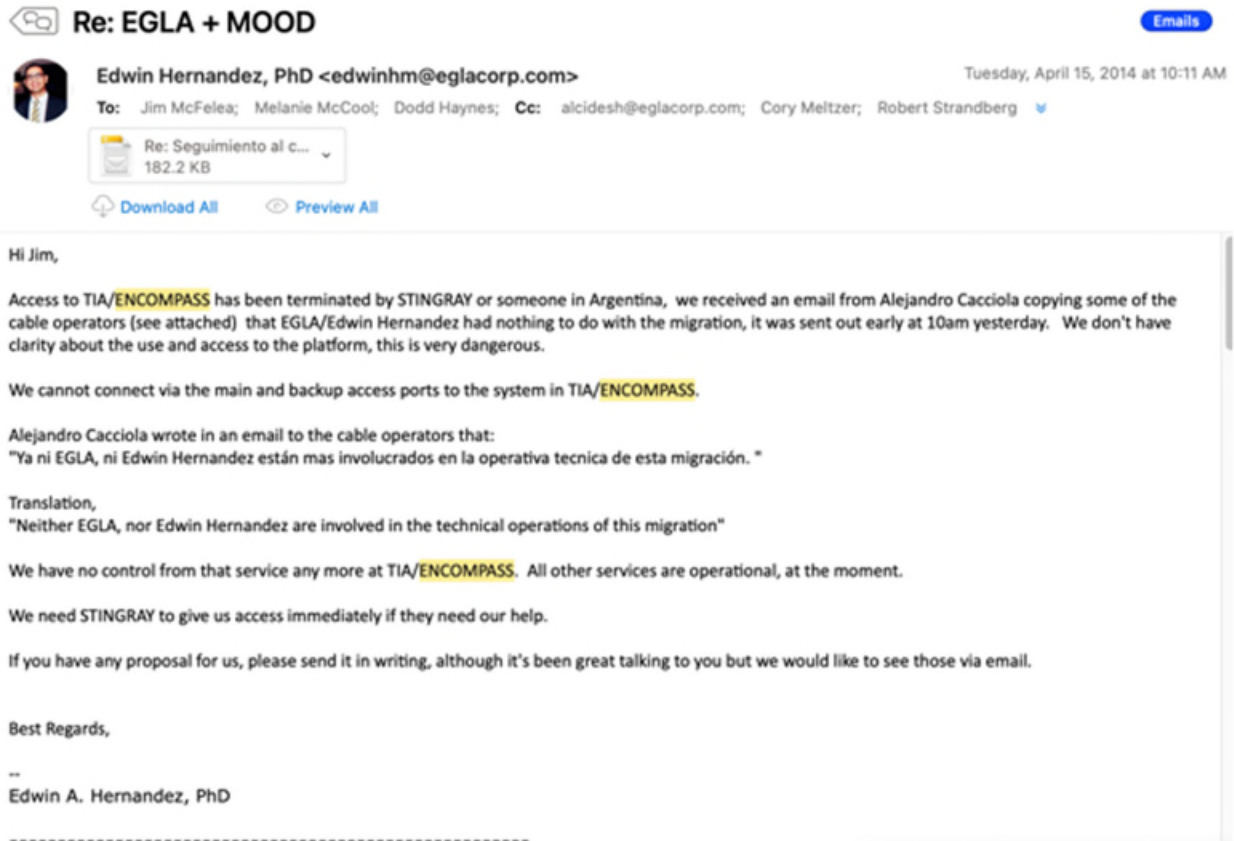 Re: EGLA + MOOD
Emails
Edwin Hernandez, PhD <edwinhm@eglacorp.com>
Tuesday, April 15, 2014 at 10:11 AM
To: Jim McFelea; Melanie McCool; Dodd Haynes; Cc: alcidesh@eglacorp.com; Cory Meltzer; Robert Strandberg
Re: Seguimiento al c...
182.2 KB
Download All Preview All
Hi Jim,
Access to TIA/ENCOMPASS has been terminated by STINGRAY or someone in Argentina, we received an email from Alejandro Cacciola copying some of the
cable operators (see attached) that EGLA/Edwin Hernandez had nothing to do with the migration, it was sent out early at 10am yesterday. We don't have
clarity about the use and access to the platform, this is very dangerous.
We cannot connect via the main and backup access ports to the system in TIA/ENCOMPASS.
Alejandro Cacciola wrote in an email to the cable operators that:
"Ya ni EGLA, ni Edwin Hernandez están mas involucrados en la operativa tecnica de esta migración. "
Translation,
"Neither EGLA, nor Edwin Hernandez are involved in the technical operations of this migration"
We have no control from that service any more at TIA/ENCOMPASS. All other services are operational, at the moment.
We need STINGRAY to give us access immediately if they need our help.
If you have any proposal for us, please send it in writing, although it's been great talking to you but we would like to see those via email.
Best Regards,
--
Edwin A. Hernandez, PhD